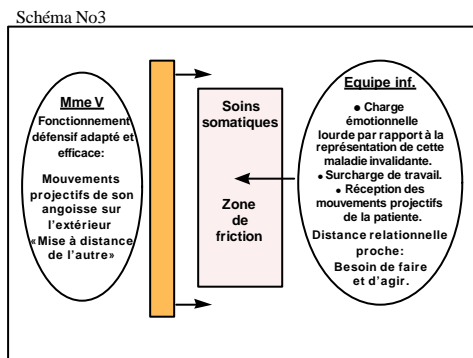 Schéma No3
Mme V
Fonctionnement
défensif adapté et
efficace:
Mouvements
projectifs de son
angoisse sur
l'extérieur
«Mise à distance
de l'autre»
Soins
somatiques
Zone
de
friction
Equipe inf.
• Charge
émotionnelle
lourde par rapport à la
représentation de cette
maladie invalidante.
• Surcharge de travail.
• Réception des
mouvements projectifs
de la patiente.
Distance relationnelle
proche:
Besoin de faire
et d'agir.